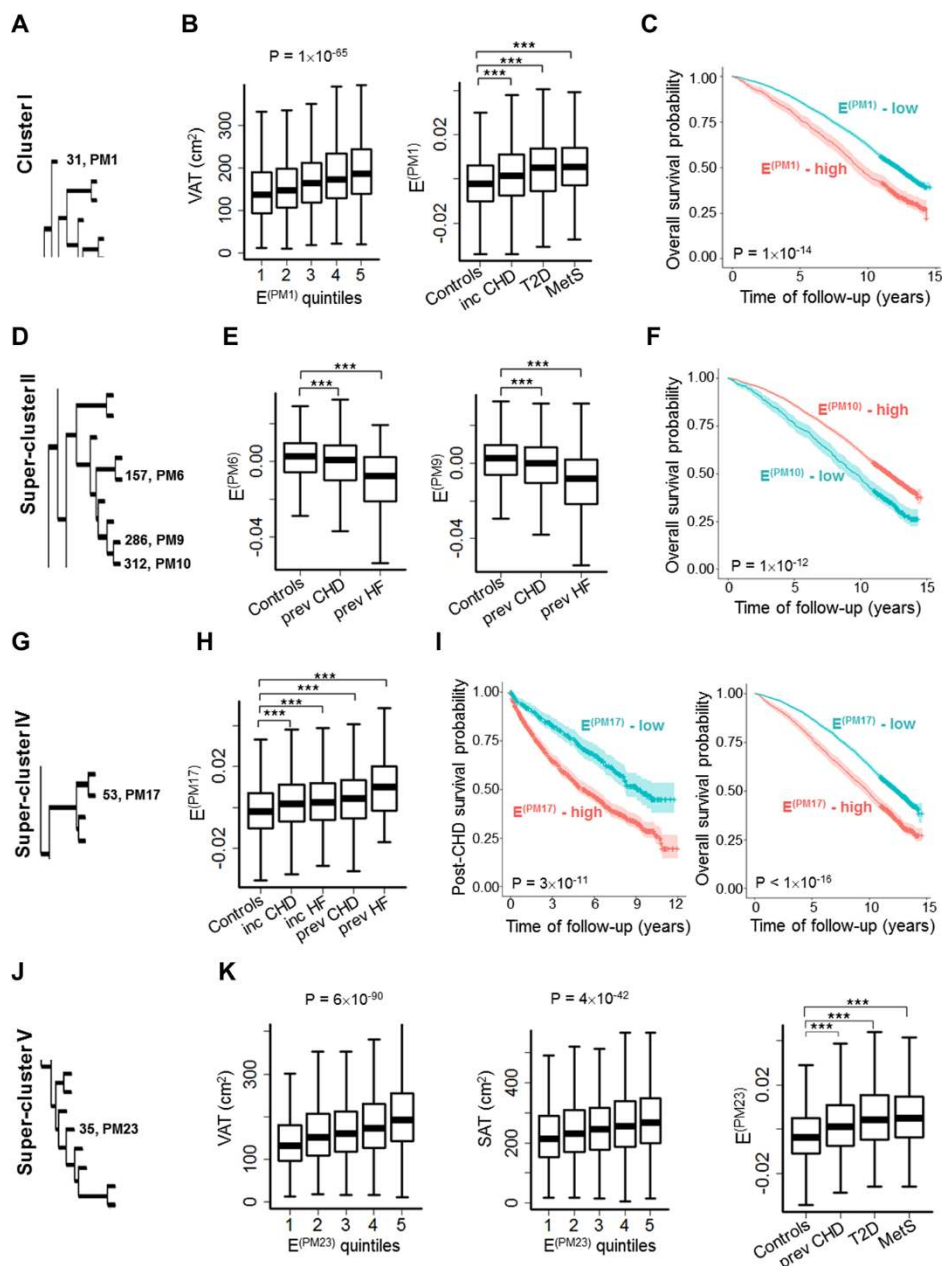 A
Cluster I
31, PM1
B
P = 1×10⁻⁶⁵
VAT (cm²)
300
200
100
0
1 2 3 4 5
E⁽ᴾᴹ¹⁾ quintiles
***
***
***
E⁽ᴾᴹ¹⁾
0.02
-0.02
Controls
inc CHD
T2D
MetS
C
Overall survival probability
1.00
0.75
0.50
0.25
0.00
E⁽ᴾᴹ¹⁾ - low
E⁽ᴾᴹ¹⁾ - high
P = 1×10⁻¹⁴
0 5 10 15
Time of follow-up (years)
D
Super-cluster II
157, PM6
286, PM9
312, PM10
E
***
***
E⁽ᴾᴹ⁶⁾
0.00
-0.04
Controls
prev CHD
prev HF
***
***
E⁽ᴾᴹ⁹⁾
0.00
-0.04
Controls
prev CHD
prev HF
F
Overall survival probability
1.00
0.75
0.50
0.25
0.00
E⁽ᴾᴹ¹⁰⁾ - high
E⁽ᴾᴹ¹⁰⁾ - low
P = 1×10⁻¹²
0 5 10 15
Time of follow-up (years)
G
Super-cluster IV
53, PM17
H
***
***
***
***
E⁽ᴾᴹ¹⁷⁾
0.02
-0.02
Controls
inc CHD
inc HF
prev CHD
prev HF
I
Post-CHD survival probability
1.00
0.75
0.50
0.25
0.00
E⁽ᴾᴹ¹⁷⁾ - low
E⁽ᴾᴹ¹⁷⁾ - high
P = 3×10⁻¹¹
0 3 6 9 12
Time of follow-up (years)
Overall survival probability
1.00
0.75
0.50
0.25
0.00
E⁽ᴾᴹ¹⁷⁾ - low
E⁽ᴾᴹ¹⁷⁾ - high
P < 1×10⁻¹⁶
0 5 10 15
Time of follow-up (years)
J
Super-cluster V
35, PM23
K
P = 6×10⁻⁹⁰
VAT (cm²)
300
100
0
1 2 3 4 5
E⁽ᴾᴹ²³⁾ quintiles
P = 4×10⁻⁴²
SAT (cm²)
400
200
0
1 2 3 4 5
E⁽ᴾᴹ²³⁾ quintiles
***
***
***
E⁽ᴾᴹ²³⁾
0.02
-0.02
Controls
prev CHD
T2D
MetS